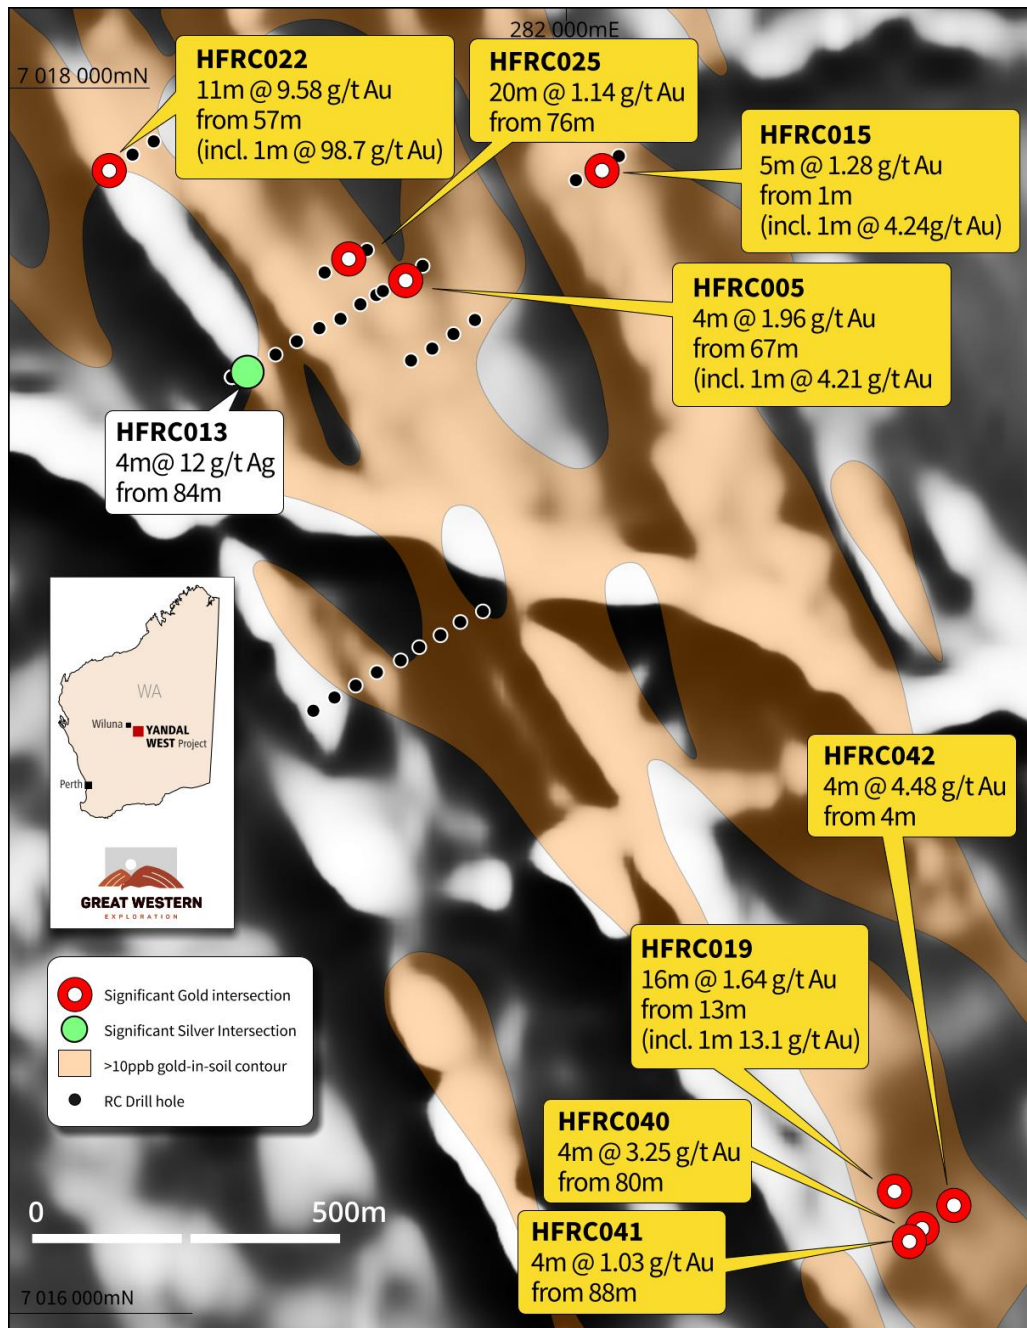 282 000mE
7 018 000mN
HFRC022
11m @ 9.58 g/t Au
from 57m
(incl. 1m @ 98.7 g/t Au)
HFRC025
20m @ 1.14 g/t Au
from 76m
HFRC015
5m @ 1.28 g/t Au
from 1m
(incl. 1m @ 4.24g/t Au)
HFRC005
4m @ 1.96 g/t Au
from 67m
(incl. 1m @ 4.21 g/t Au
HFRC013
4m@ 12 g/t Ag
from 84m
WA
Wiluna
YANDAL
WEST Project
Perth
GREAT WESTERN
EXPLORATION
HFRC042
4m @ 4.48 g/t Au
from 4m
HFRC019
16m @ 1.64 g/t Au
from 13m
(incl. 1m 13.1 g/t Au)
Significant Gold intersection
Significant Silver Intersection
>10ppb gold-in-soil contour
RC Drill hole
HFRC040
4m @ 3.25 g/t Au
from 80m
HFRC041
4m @ 1.03 g/t Au
from 88m
0 500m
7 016 000mN